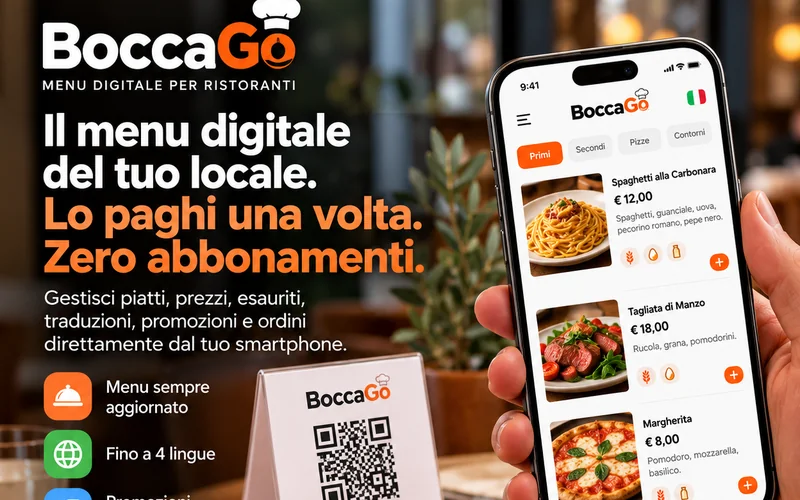 BoccaGo
MENU DIGITALE PER RISTORANTI
Il menu digitale
del tuo locale.
Lo paghi una volta.
Zero abbonamenti.
Gestisci piatti, prezzi, esauriti,
traduzioni, promozioni e ordini
direttamente dal tuo smartphone.
Menu sempre
aggiornato
Fino a 4 lingue
Promozioni
BoccaGo
9:41
BoccaGo
Primi
Secondi
Pizze
Contorni
Spaghetti alla Carbonara
€ 12,00
Spaghetti, guanciale, uova,
pecorino romano, pepe nero.
Tagliata di Manzo
€ 18,00
Rucola, grana, pomodorini.
Margherita
€ 8,00
Pomodoro, mozzarella,
basilico.